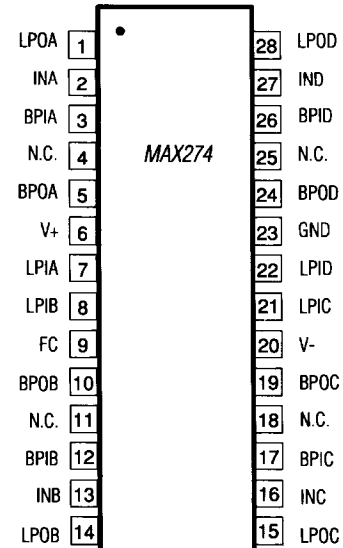 LPOA 1 28 LPOD
INA 2 27 IND
BPIA 3 26 BPID
N.C. 4 MAX274 25 N.C.
BPOA 5 24 BPOD
V+ 6 23 GND
LPIA 7 22 LPID
LPIB 8 21 LPIC
FC 9 20 V-
BPOB 10 19 BPOC
N.C. 11 18 N.C.
BPIB 12 17 BPIC
INB 13 16 INC
LPOB 14 15 LPOC